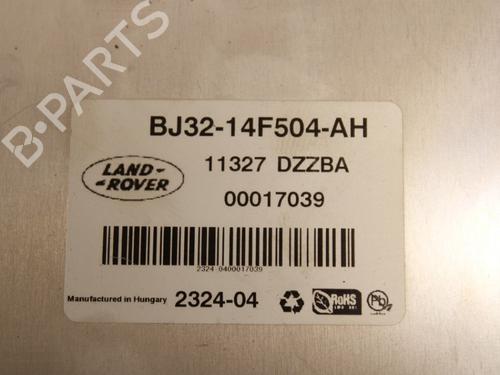 B-PARTS
BJ32-14F504-AH
LAND-
-ROVER
11327 DZZBA
00017039
2324 0400017039
Manufactured in Hungary 2324-04
RoHS
Pb